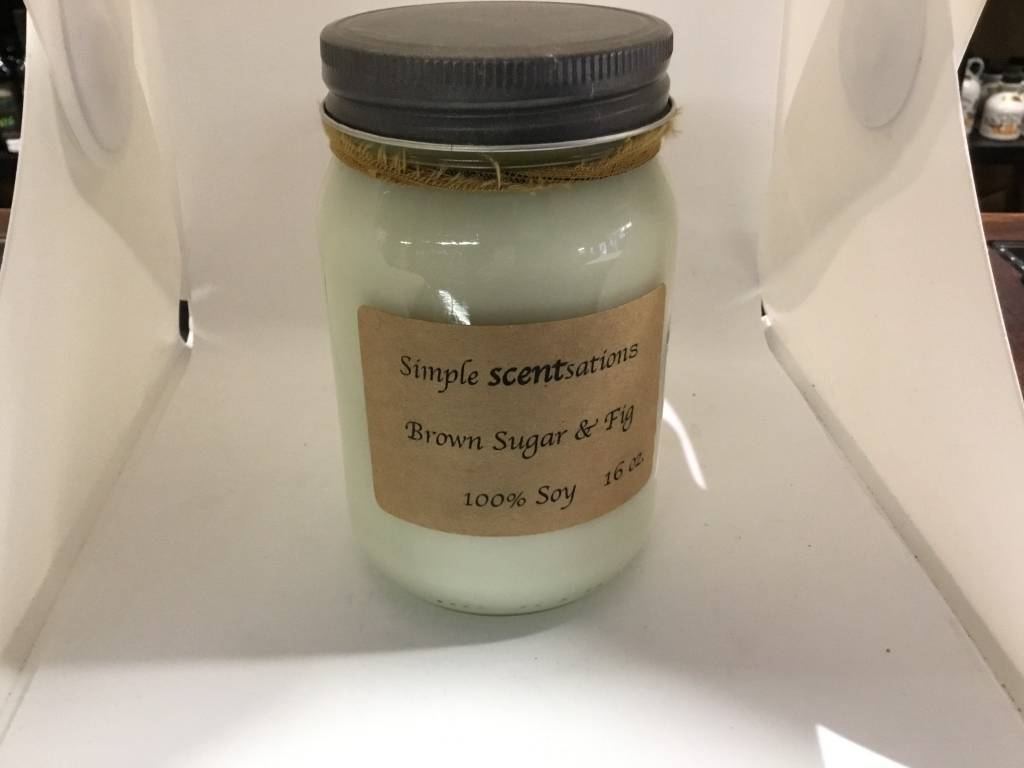 Simple scentsations
Brown Sugar & Fig
100% Soy 16 oz.